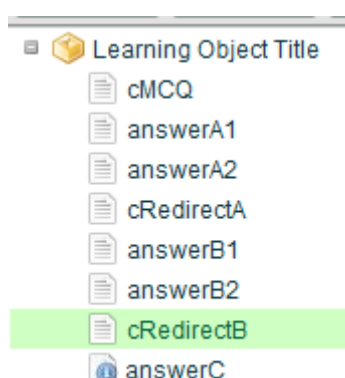 Learning Object Title
cMCQ
answerA1
answerA2
cRedirectA
answerB1
answerB2
cRedirectB
answerC